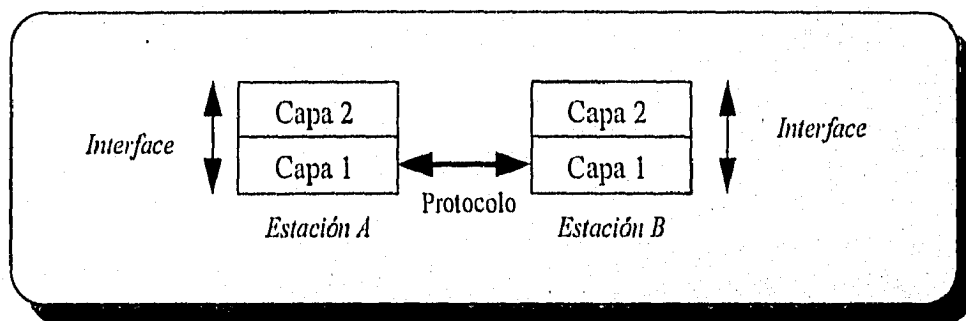 Capa 2
Capa 2
Interface
Interface
Capa 1
Capa 1
Protocolo
Estación A
Estación B